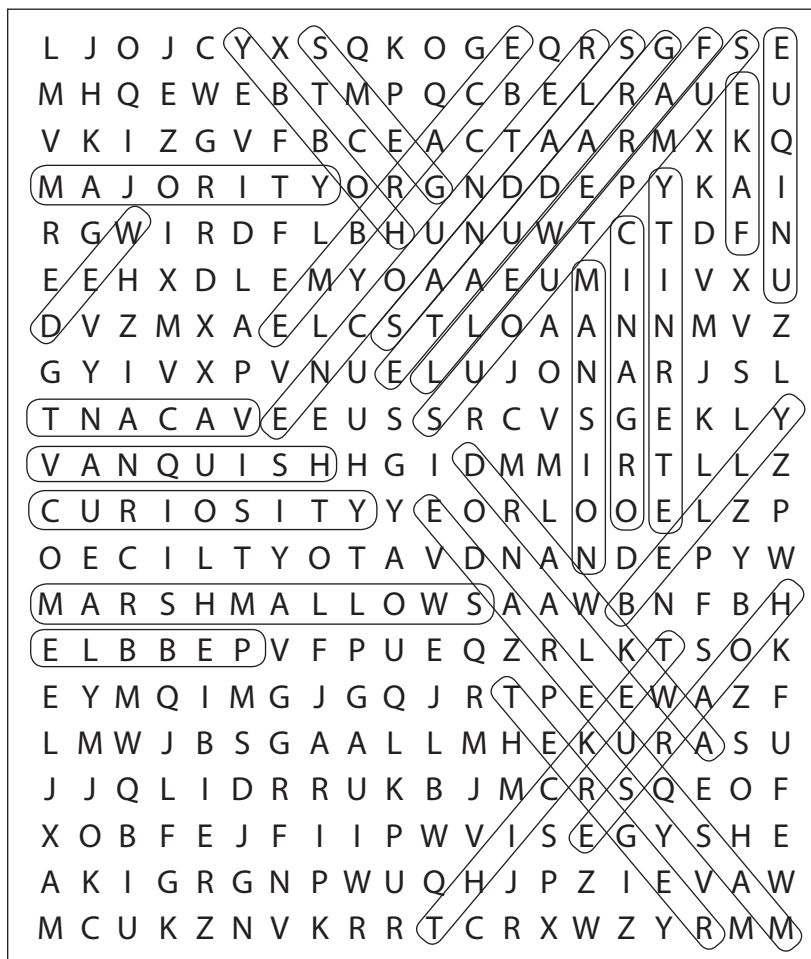 L J O J C Y X S Q K O G E Q R S G F S E
M H Q E W E B T M P Q C B E L R A U E U
V K I Z G V F B C E A C T A A R M X K Q
M A J O R I T Y O R G N D D E P Y K A I
R G W I R D F L B H U N U W T C T D F N
E E H X D L E M Y O A A E U M I I V X U
D V Z M X A E L C S T L O A A N N M V Z
G Y I V X P V N U E L U J O N A R J S L
T N A C A V E E U S S R C V S G E K L Y
V A N Q U I S H H G I D M M I R T L L Z
C U R I O S I T Y Y E O R L O O E L Z P
O E C I L T Y O T A V D N A N D E P Y W
M A R S H M A L L O W S A A W B N F B H
E L B B E P V F P U E Q Z R L K T S O K
E Y M Q I M G J G Q J R T P E E W A Z F
L M W J B S G A A L L M H E K U R A S U
J J Q L I D R R U K B J M C R S Q E O F
X O B F E J F I I P W V I S E G Y S H E
A K I G R G N P W U Q H J P Z I E V A W
M C U K Z N V K R R T C R X W Z Y R M M